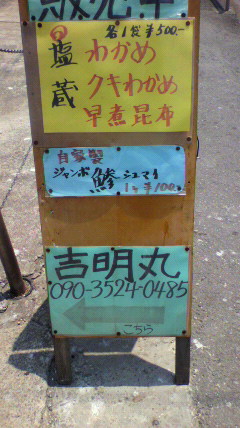 販売中
各1袋¥500-
塩蔵
わかめ
クキわかめ
早煮昆布
自家製
ジャンボ鯵シュウマイ
1ケ¥100-
吉明丸
090-3524-0485
こちら